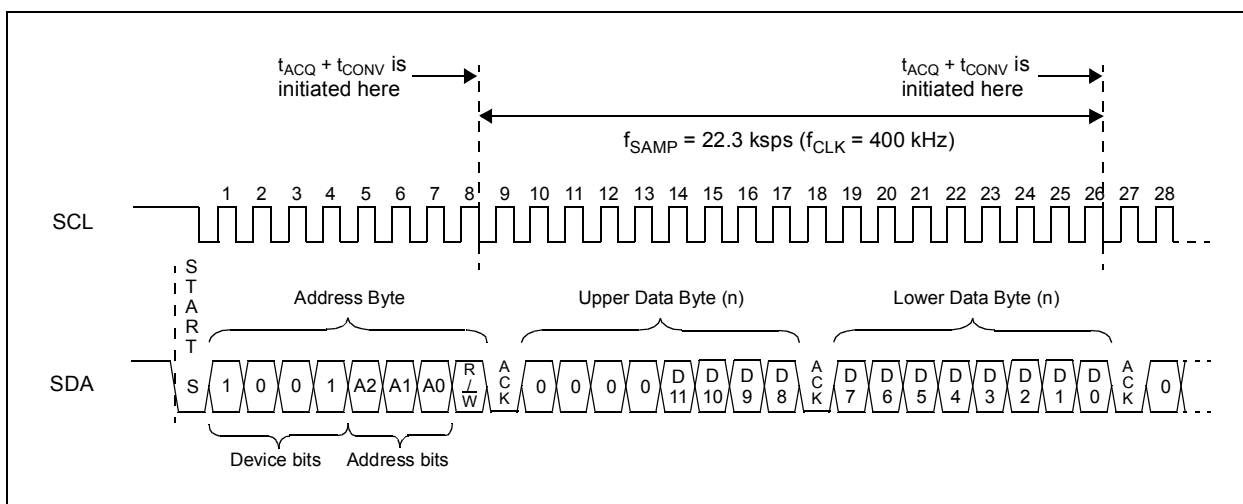 tACQ + tCONV is
initiated here
tACQ + tCONV is
initiated here
fSAMP = 22.3 ksps (fCLK = 400 kHz)
1 2 3 4 5 6 7 8 9 10 11 12 13 14 15 16 17 18 19 20 21 22 23 24 25 26 27 28
SCL
START
Address Byte
Upper Data Byte (n)
Lower Data Byte (n)
SDA
S 1 0 0 1 A2 A1 A0 R/W ACK 0 0 0 0 D11 D10 D9 D8 ACK D7 D6 D5 D4 D3 D2 D1 D0 ACK 0
Device bits
Address bits